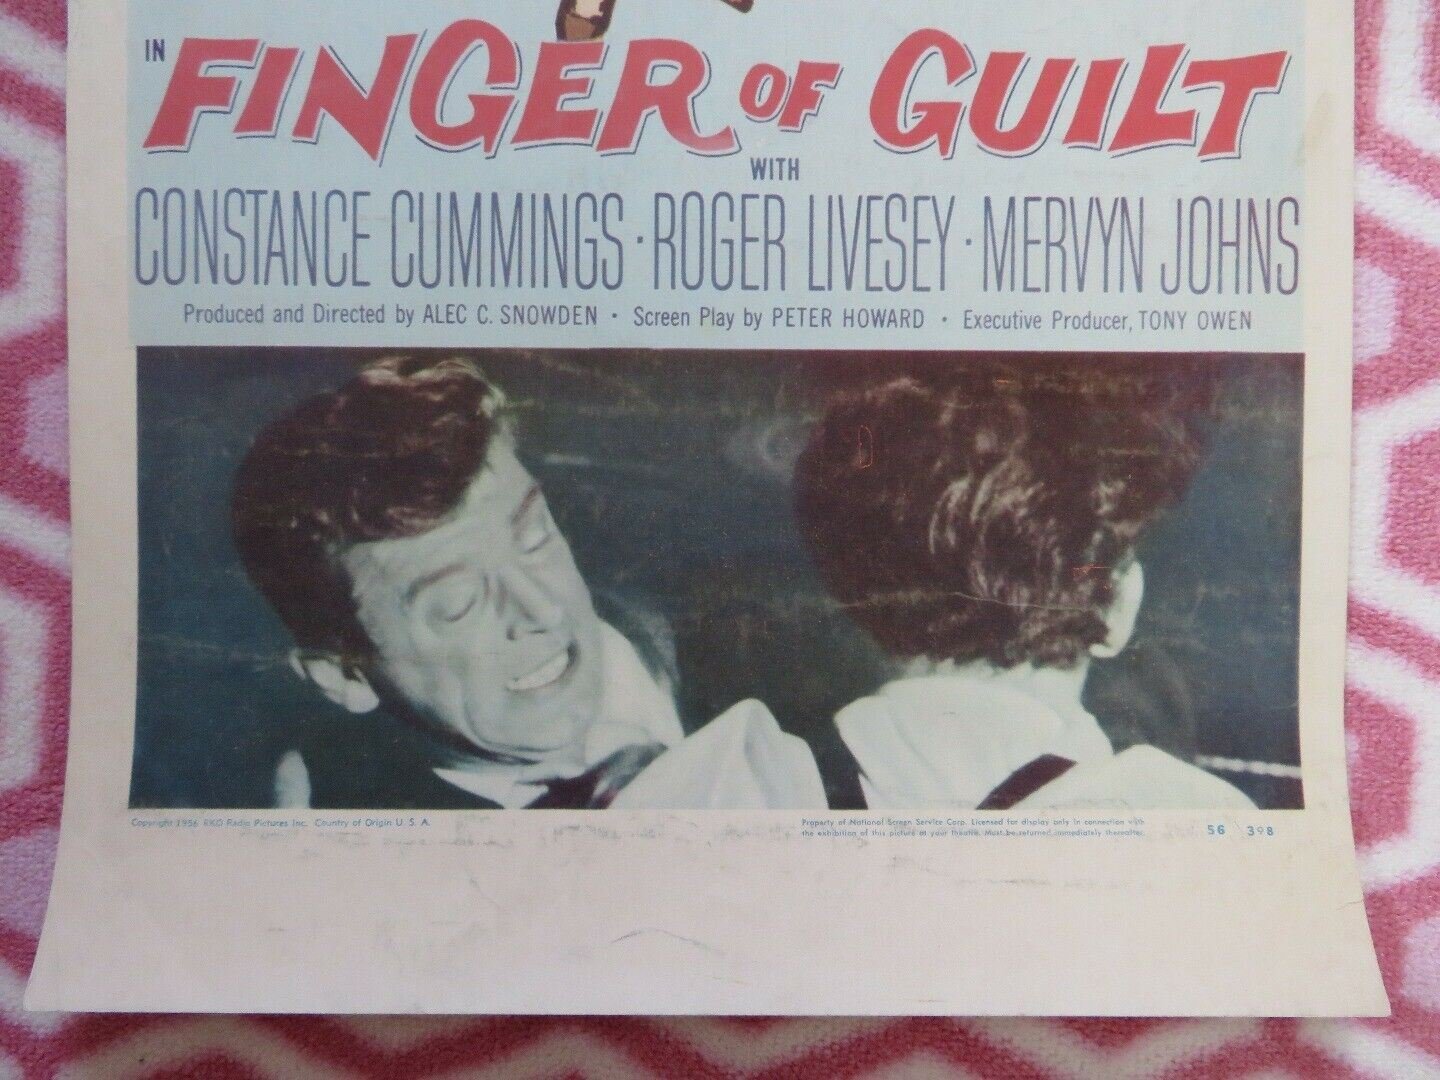 IN FINGER OF GUILT
WITH
CONSTANCE CUMMINGS · ROGER LIVESEY · MERVYN JOHNS
Produced and Directed by ALEC C. SNOWDEN · Screen Play by PETER HOWARD · Executive Producer, TONY OWEN
Copyright 1956 RKO Radio Pictures Inc. Country of Origin U. S. A.
Property of National Screen Service Corp. Licensed for display only in connection with
the exhibition of this picture at your theatre. Must be returned immediately thereafter.
56 398